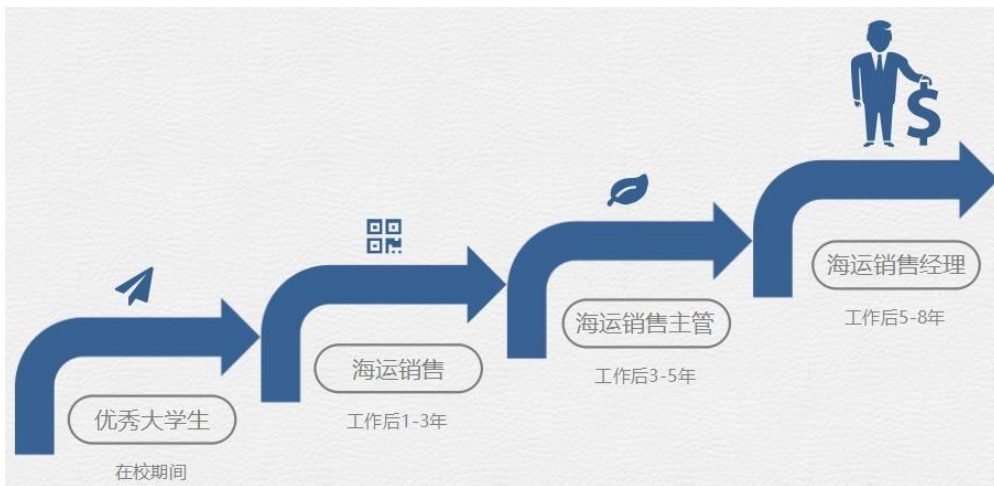 优秀大学生
在校期间
海运销售
工作后1-3年
海运销售主管
工作后3-5年
海运销售经理
工作后5-8年